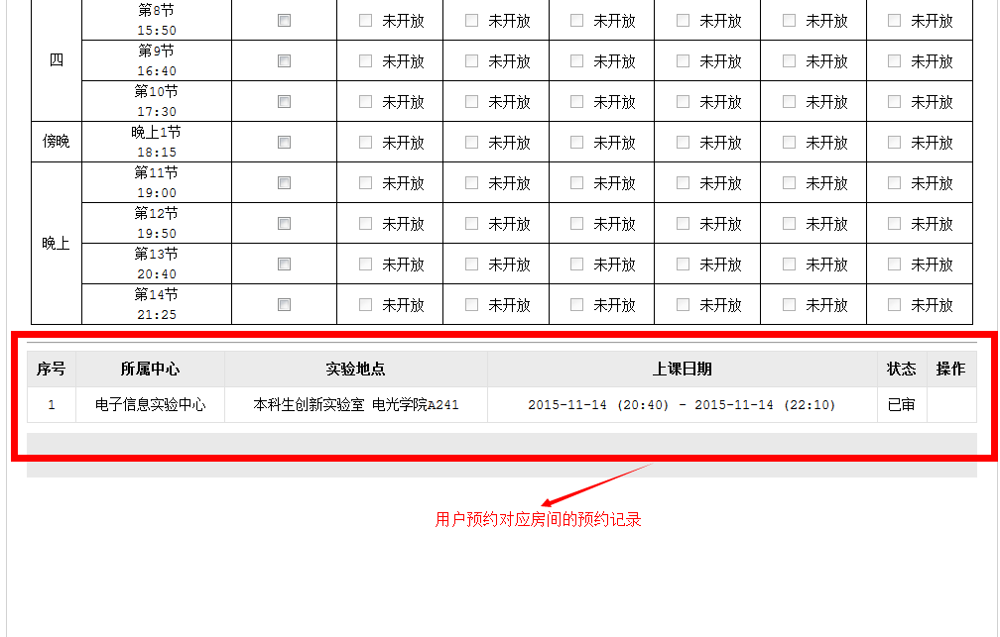 第8节 未开放 未开放 未开放 未开放 未开放 未开放
15:50
四
第9节 未开放 未开放 未开放 未开放 未开放 未开放
16:40
第10节 未开放 未开放 未开放 未开放 未开放 未开放
17:30
傍晚
晚上1节 未开放 未开放 未开放 未开放 未开放 未开放
18:15
晚上
第11节 未开放 未开放 未开放 未开放 未开放 未开放
19:00
第12节 未开放 未开放 未开放 未开放 未开放 未开放
19:50
第13节 未开放 未开放 未开放 未开放 未开放 未开放
20:40
第14节 未开放 未开放 未开放 未开放 未开放 未开放
21:25
序号 所属中心 实验地点 上课日期 状态 操作
1 电子信息实验中心 本科生创新实验室 电光学院A241 2015-11-14 (20:40) - 2015-11-14 (22:10) 已审
用户预约对应房间的预约记录